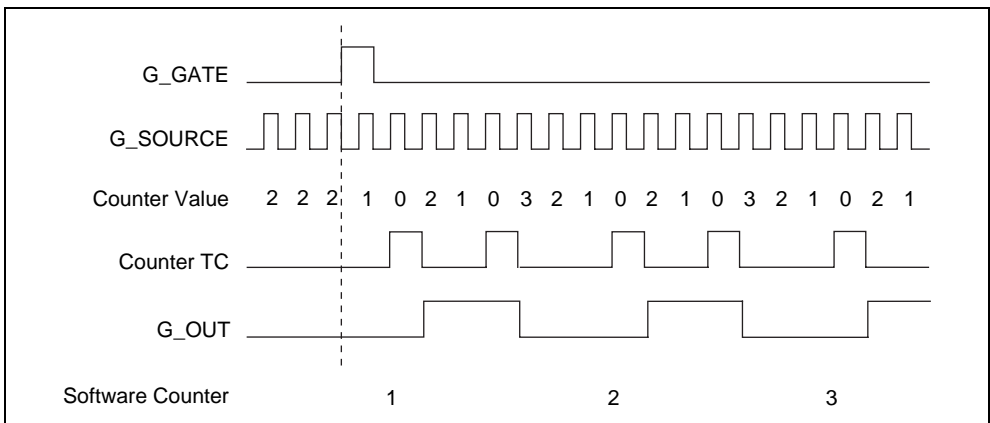 G_GATE
G_SOURCE
Counter Value 2 2 2 1 0 2 1 0 3 2 1 0 2 1 0 3 2 1 0 2 1
Counter TC
G_OUT
Software Counter 1 2 3